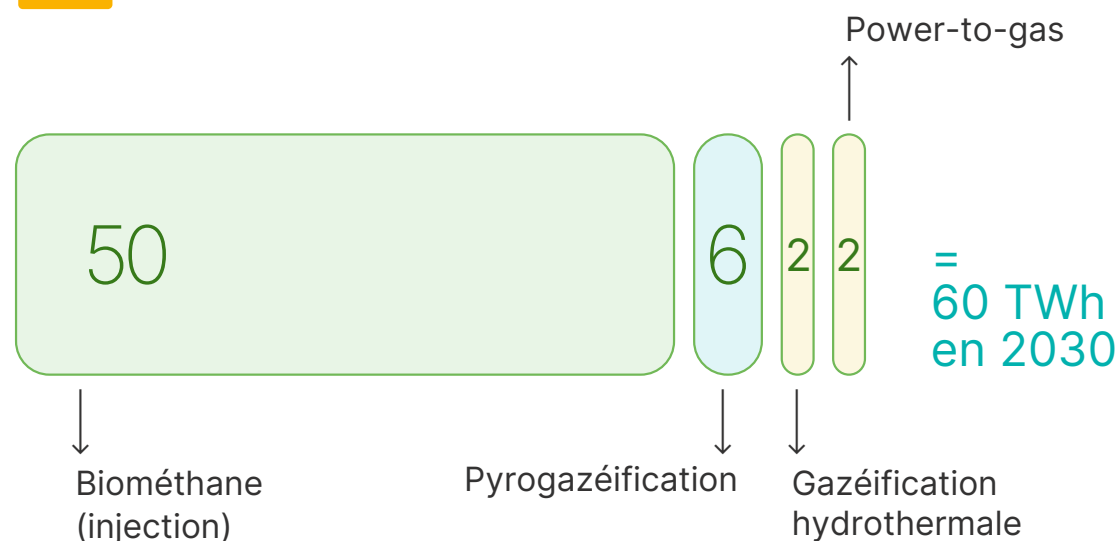 Power-to-gas
50
6
2
2
=
60 TWh
en 2030
Biométhane
(injection)
Pyrogazéification
Gazéification
hydrothermale